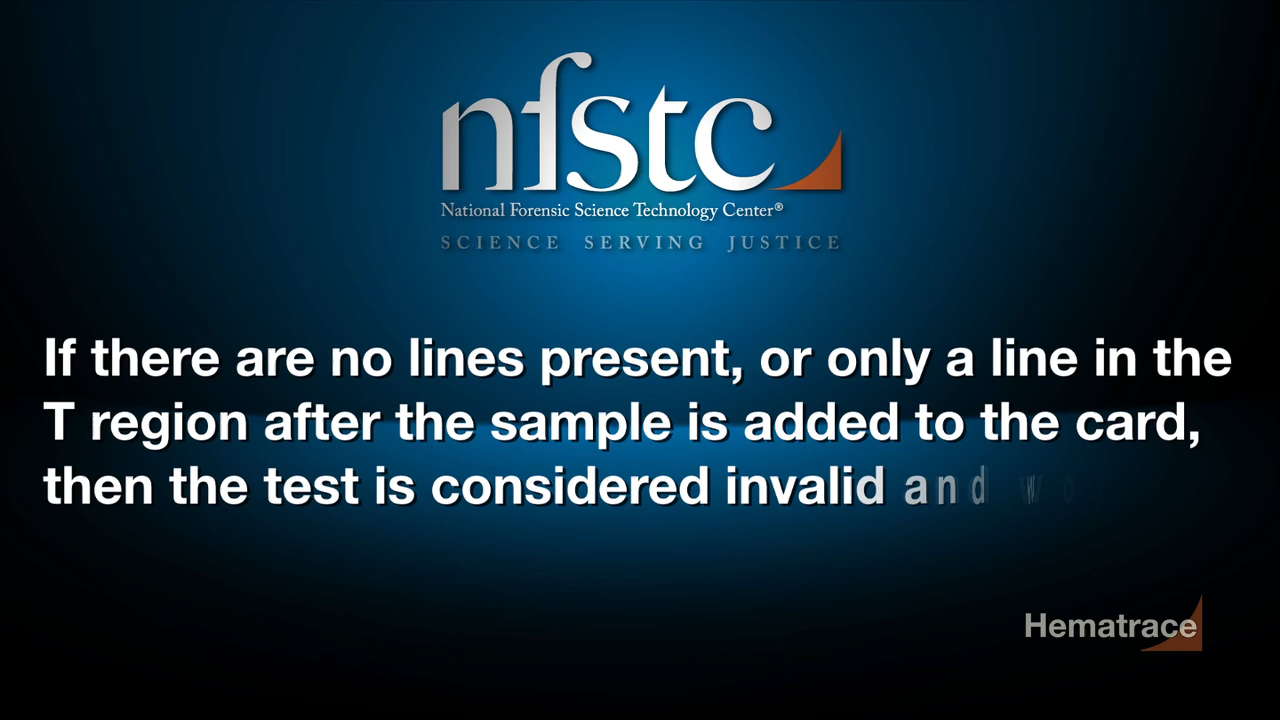 nfstc
National Forensic Science Technology Center®
SCIENCE SERVING JUSTICE
If there are no lines present, or only a line in the
T region after the sample is added to the card,
then the test is considered invalid and
Hematrace